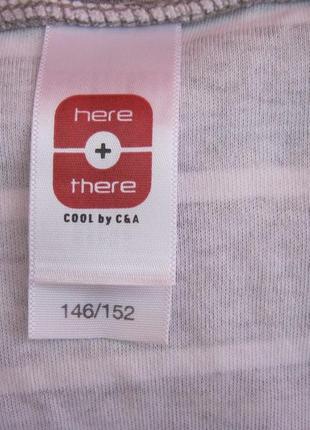 here
+
there
COOL by C&A
146/152